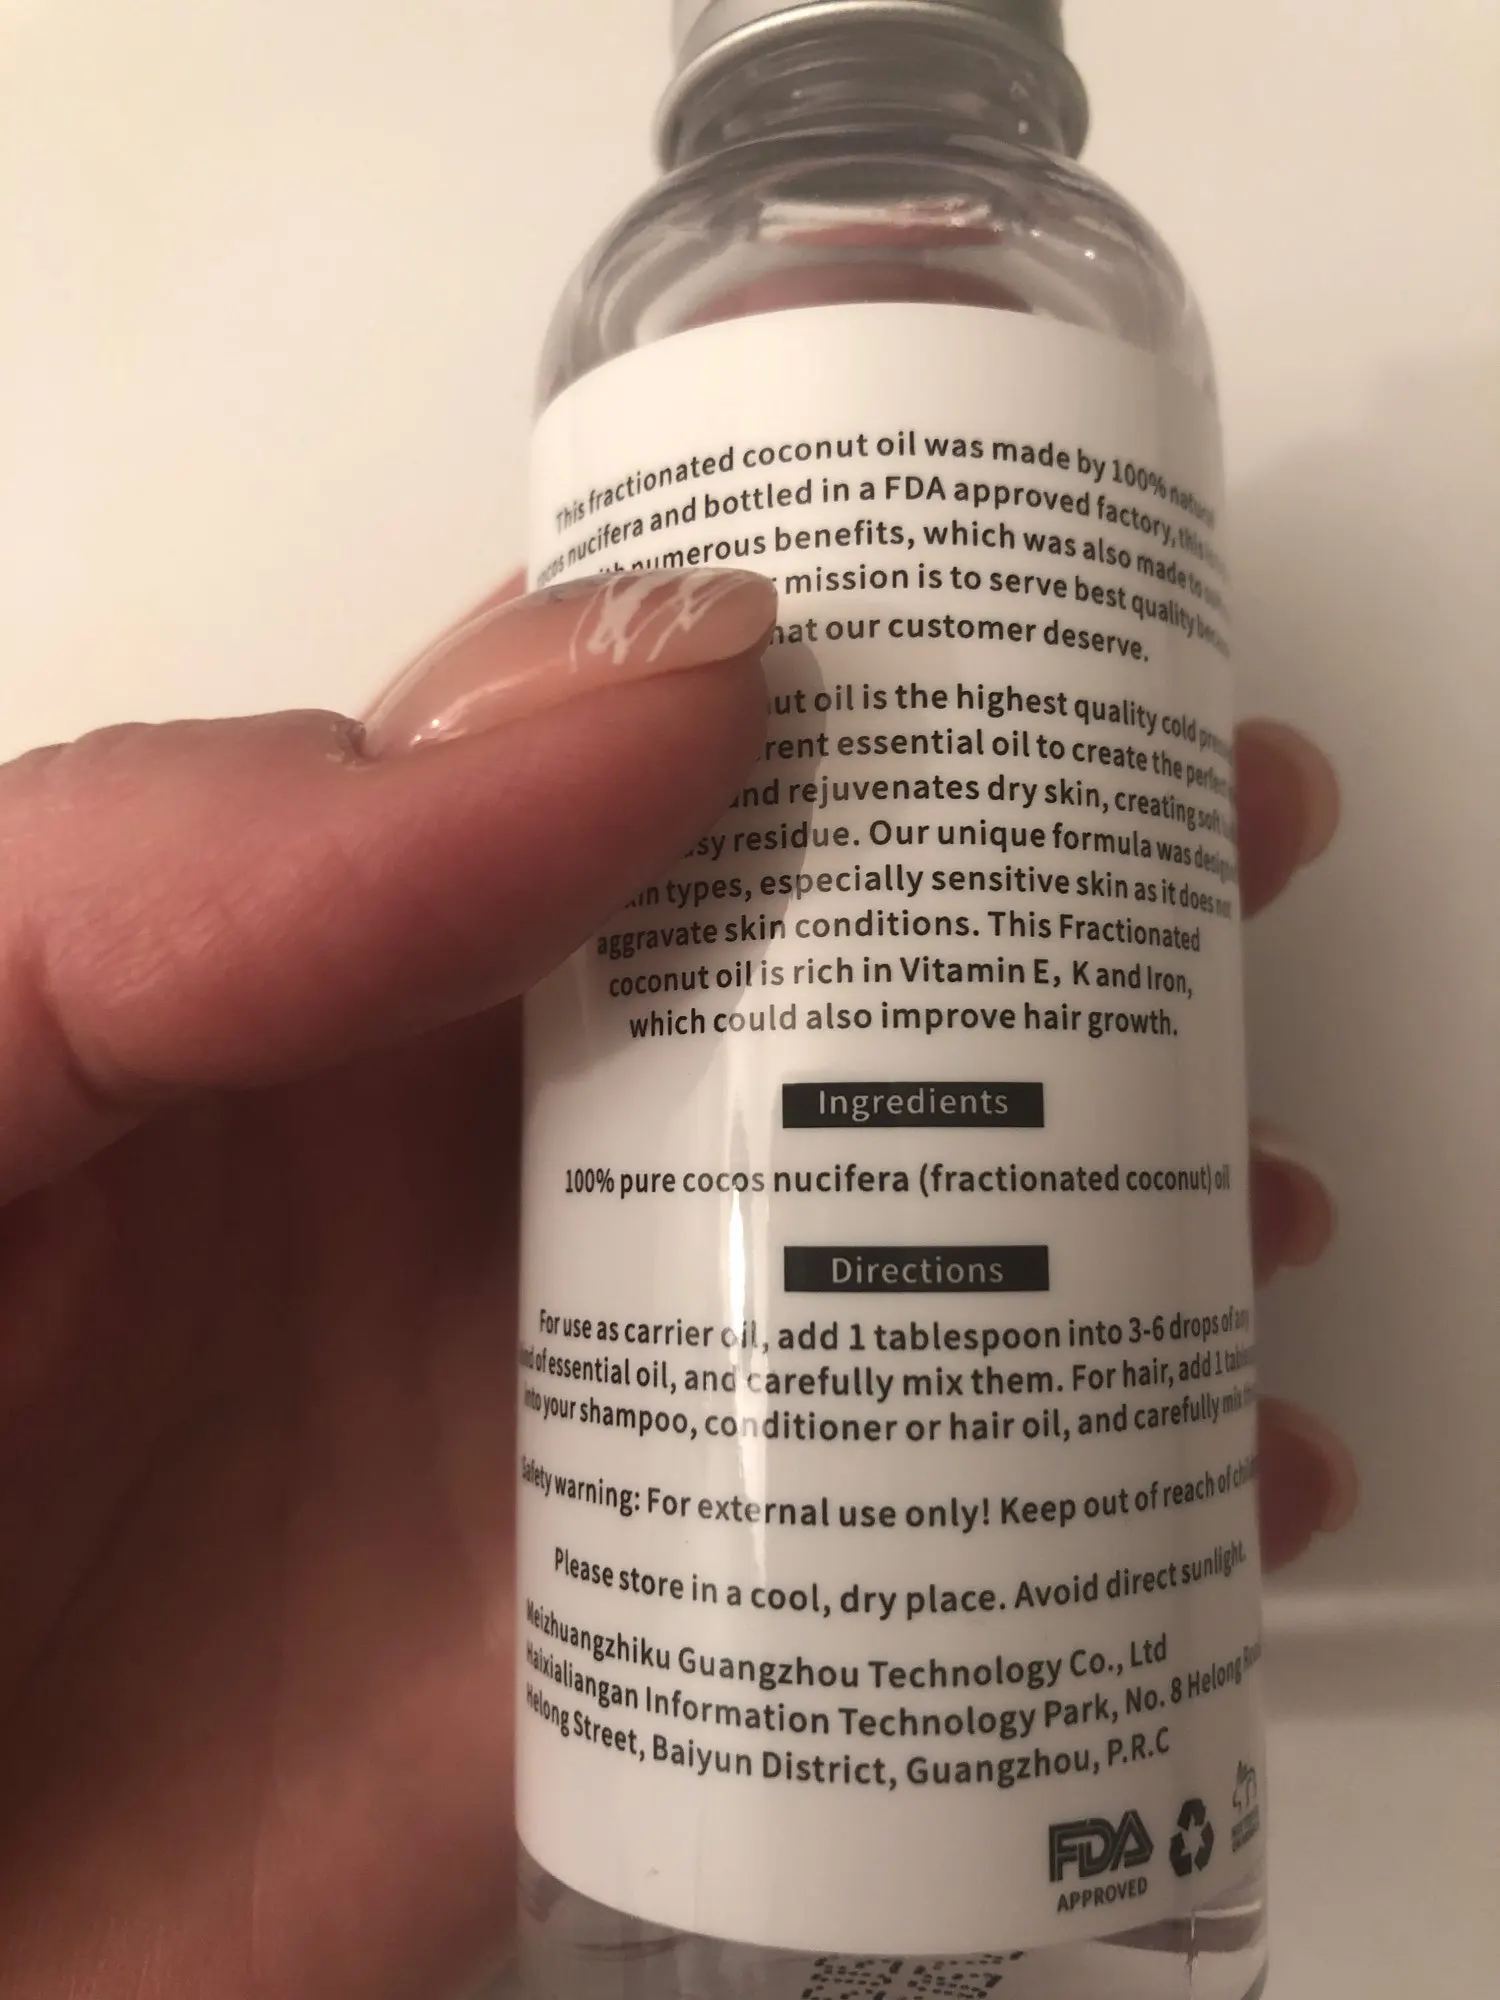 This fractionated coconut oil was made by 100% natural
cocos nucifera and bottled in a FDA approved factory,
numerous benefits, which was also made to
mission is to serve best quality
our customer deserve.
oil is the highest quality cold
essential oil to create the
rejuvenates dry skin, creating soft
residue. Our unique formula was
types, especially sensitive skin as it does not
aggravate skin conditions. This Fractionated
coconut oil is rich in Vitamin E, K and Iron,
which could also improve hair growth.
Ingredients
100% pure cocos nucifera (fractionated coconut) oil
Directions
For use as carrier oil, add 1 tablespoon into 3-6 drops of any
of essential oil, and carefully mix them. For hair, add 1
into your shampoo, conditioner or hair oil, and carefully mix
Safety warning: For external use only! Keep out of reach of
Please store in a cool, dry place. Avoid direct sunlight.
Meizhuangzhiku Guangzhou Technology Co., Ltd
Haixialiangan Information Technology Park, No. 8 Helong
Helong Street, Baiyun District, Guangzhou, P.R.C
FDA
APPROVED